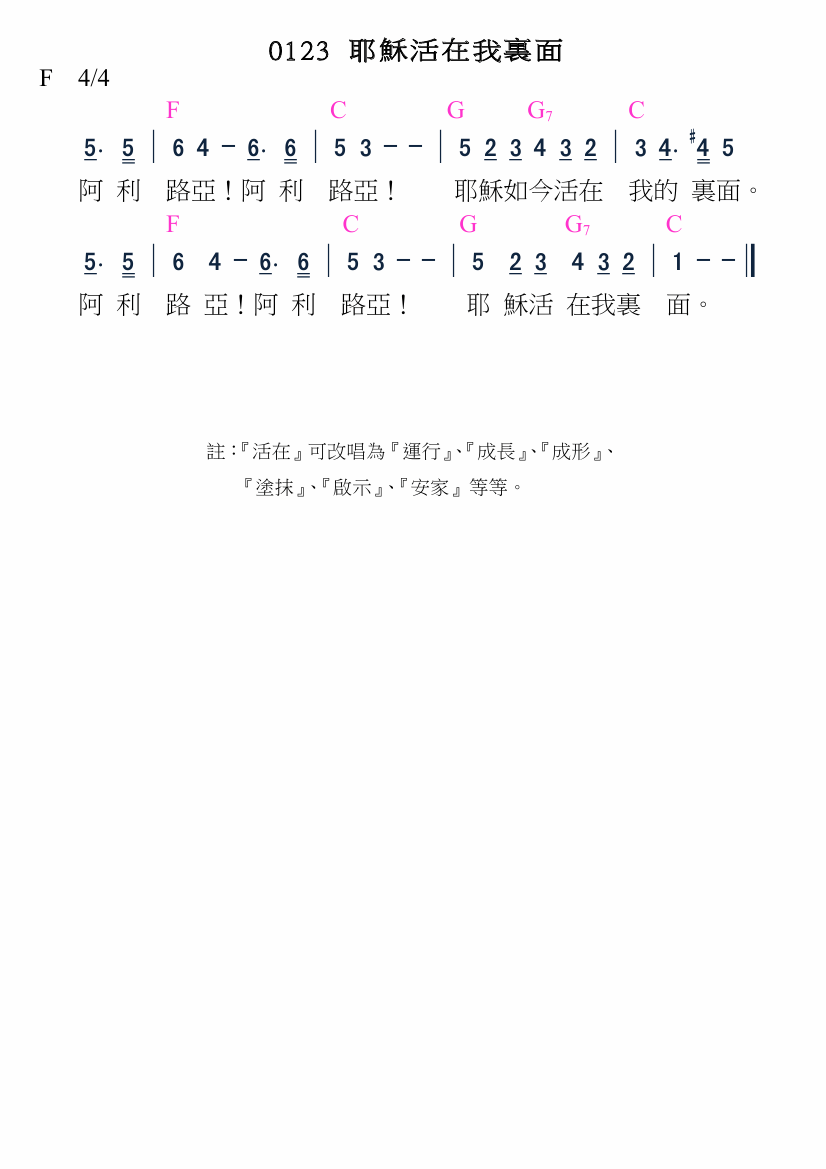 0123 耶穌活在我裏面
F 4/4
F C G G7 C
5. 5 | 6 4 - 6. 6 | 5 3 - - | 5 2 3 4 3 2 | 3 4. #4 5
阿 利 路亞！阿 利 路亞！ 耶穌如今活在 我的 裏面。
F C G G7 C
5. 5 | 6 4 - 6. 6 | 5 3 - - | 5 2 3 4 3 2 | 1 - - ‖
阿 利 路 亞！阿 利 路亞！ 耶 穌活 在我裏 面。
註：『活在』可改唱為『運行』、『成長』、『成形』、
『塗抹』、『啟示』、『安家』等等。